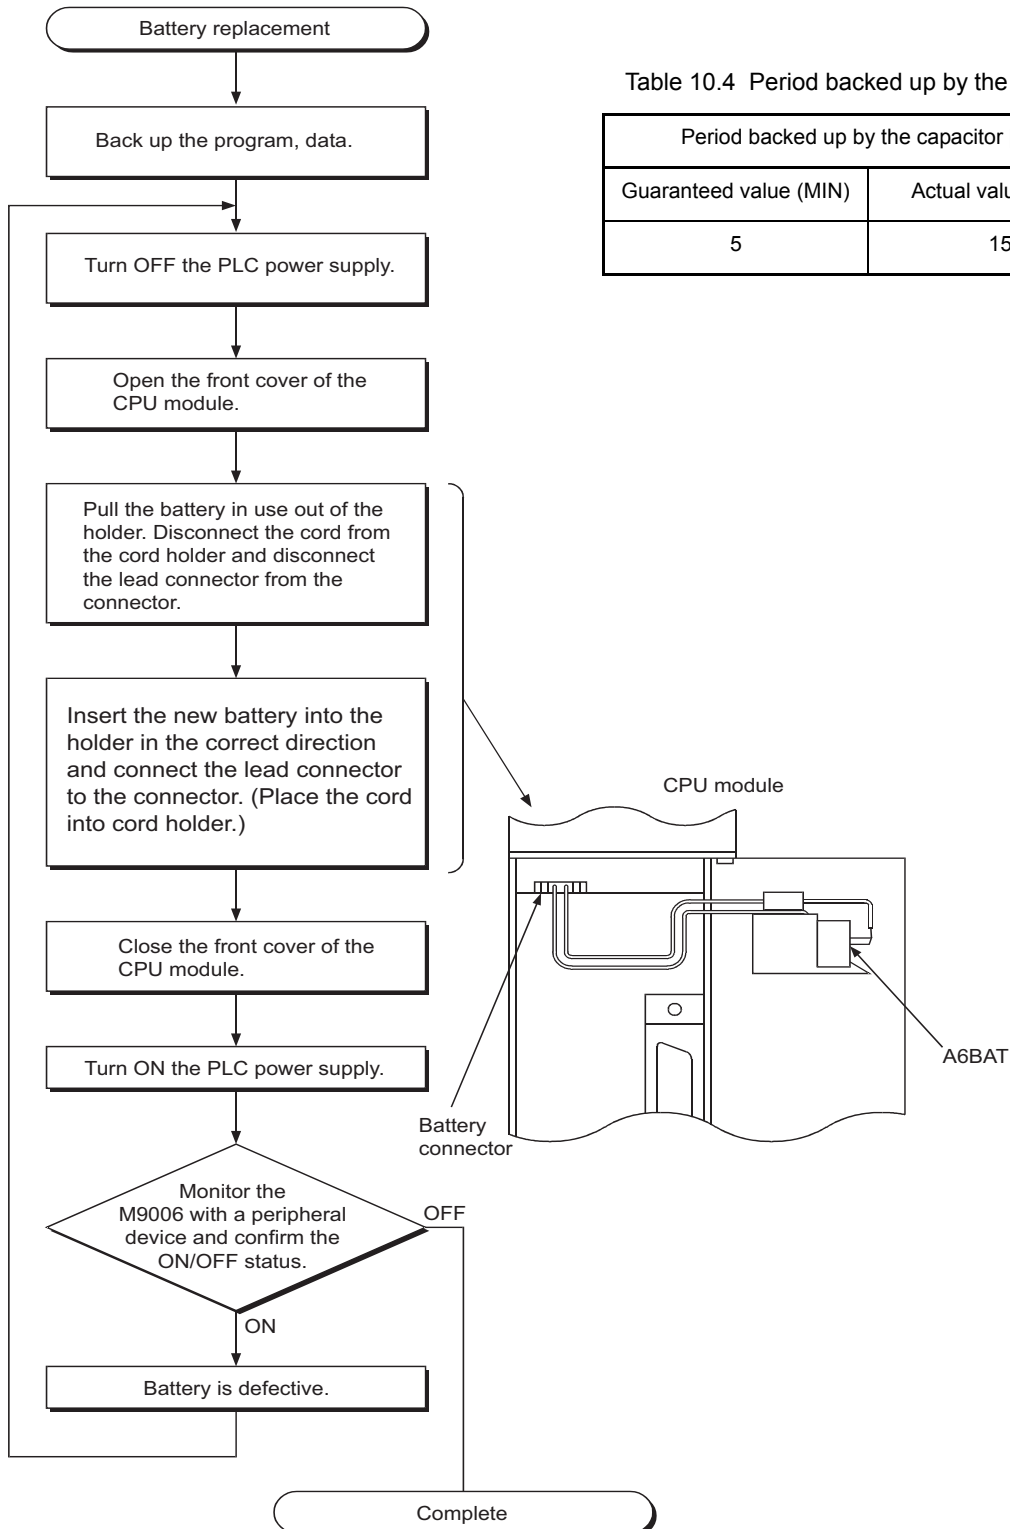 Battery replacement
Back up the program, data.
Turn OFF the PLC power supply.
Open the front cover of the
CPU module.
Pull the battery in use out of the
holder. Disconnect the cord from
the cord holder and disconnect
the lead connector from the
connector.
Insert the new battery into the
holder in the correct direction
and connect the lead connector
to the connector. (Place the cord
into cord holder.)
Close the front cover of the
CPU module.
Turn ON the PLC power supply.
Monitor the
M9006 with a peripheral
device and confirm the
ON/OFF status.
OFF
ON
Battery is defective.
Complete
Table 10.4 Period backed up by the
Period backed up by the capacitor
Guaranteed value (MIN)
Actual valu
5
15
CPU module
A6BAT
Battery
connector